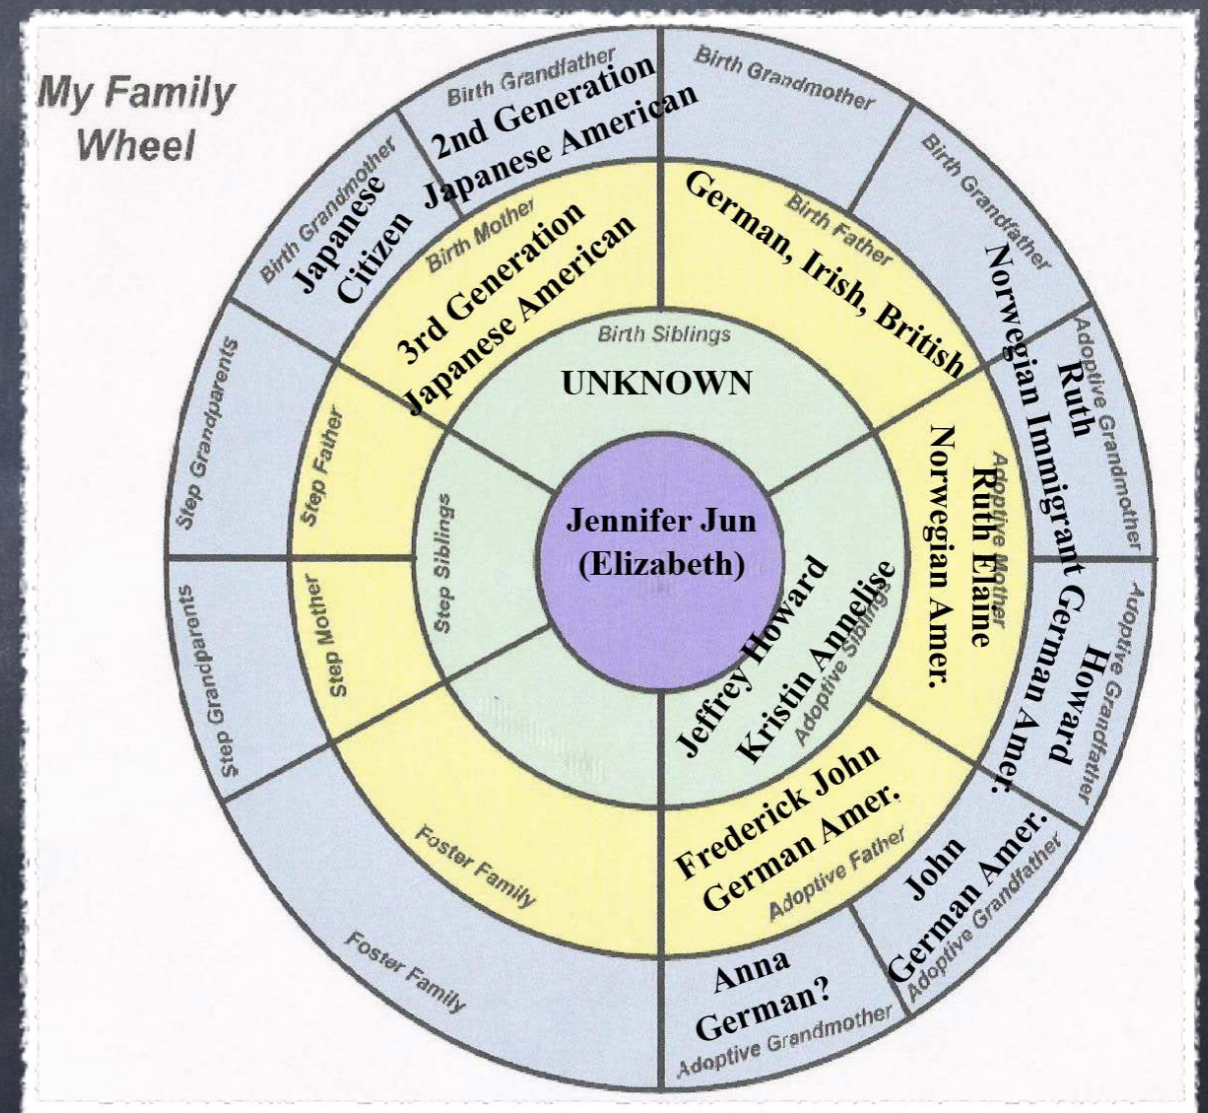 My Family
Wheel
Birth Grandmother
Japanese
Citizen
Birth Grandfather
2nd Generation
Japanese American
Birth Grandmother
Birth Grandfather
Birth Mother
3rd Generation
Japanese American
Birth Father
German, Irish, British
Birth Siblings
UNKNOWN
Jennifer Jun
(Elizabeth)
Step Grandparents
Step Father
Step Siblings
Step Grandparents
Step Mother
Adoptive Grandmother
Ruth
Norwegian Immigrant
Adoptive Mother
Ruth Elaine
Norwegian Amer.
Adoptive Grandfather
Howard
German Amer.
Jeffrey Howard
Kristin Annelise
Adoptive Siblings
Frederick John
German Amer.
Adoptive Father
John
German Amer.
Adoptive Grandfather
Anna
German?
Adoptive Grandmother
Foster Family
Foster Family